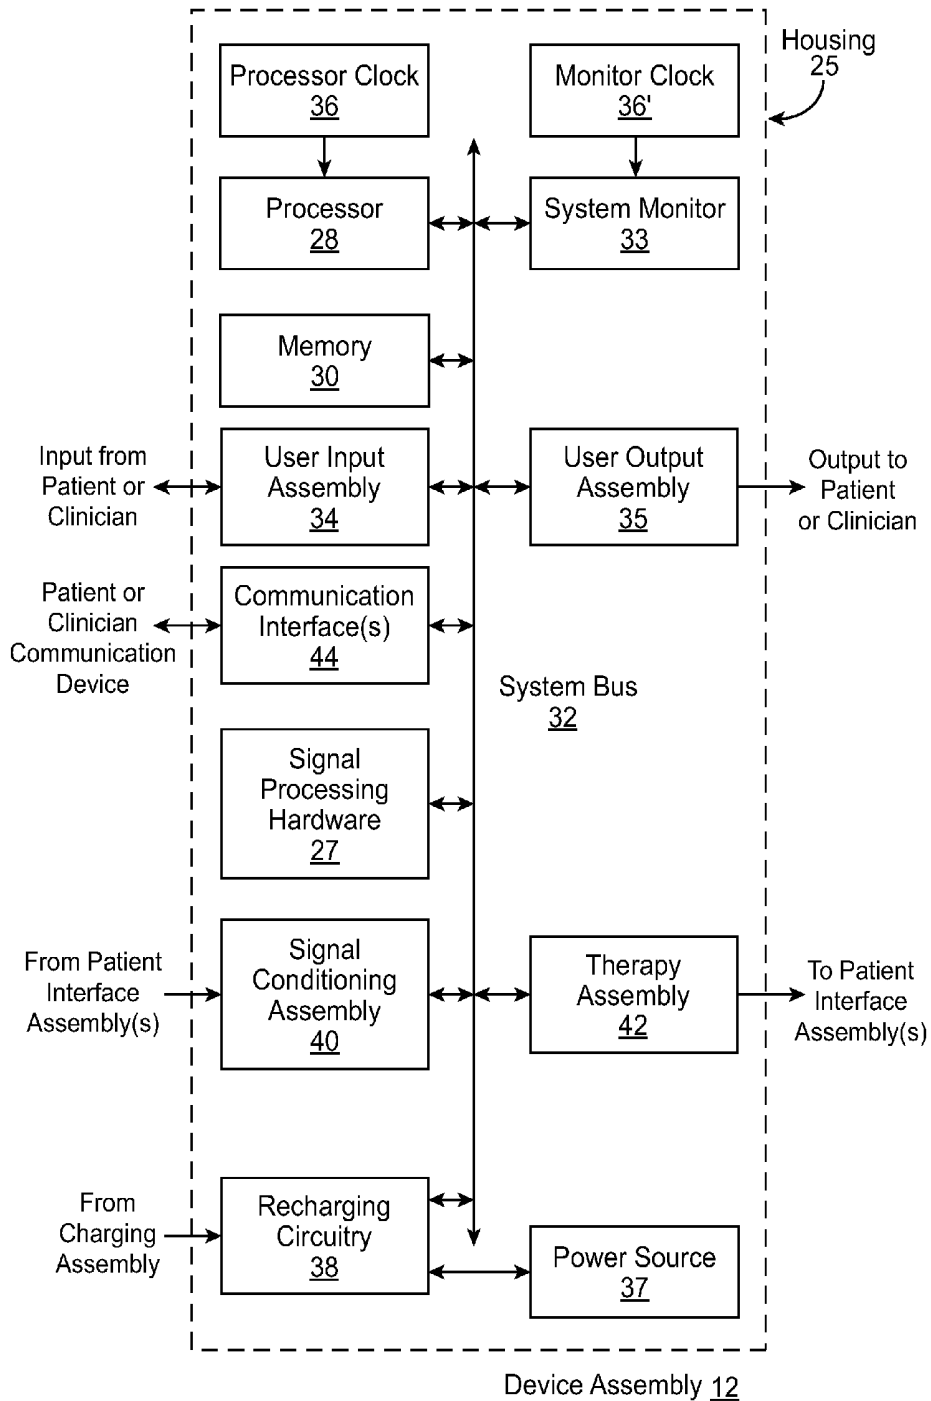 Housing
25
Processor Clock
36
Monitor Clock
36'
Processor
28
System Monitor
33
Memory
30
Input from
Patient or
Clinician
User Input
Assembly
34
User Output
Assembly
35
Output to
Patient
or Clinician
Patient or
Clinician
Communication
Device
Communication
Interface(s)
44
System Bus
32
Signal
Processing
Hardware
27
From Patient
Interface
Assembly(s)
Signal
Conditioning
Assembly
40
Therapy
Assembly
42
To Patient
Interface
Assembly(s)
From
Charging
Assembly
Recharging
Circuitry
38
Power Source
37
Device Assembly 12